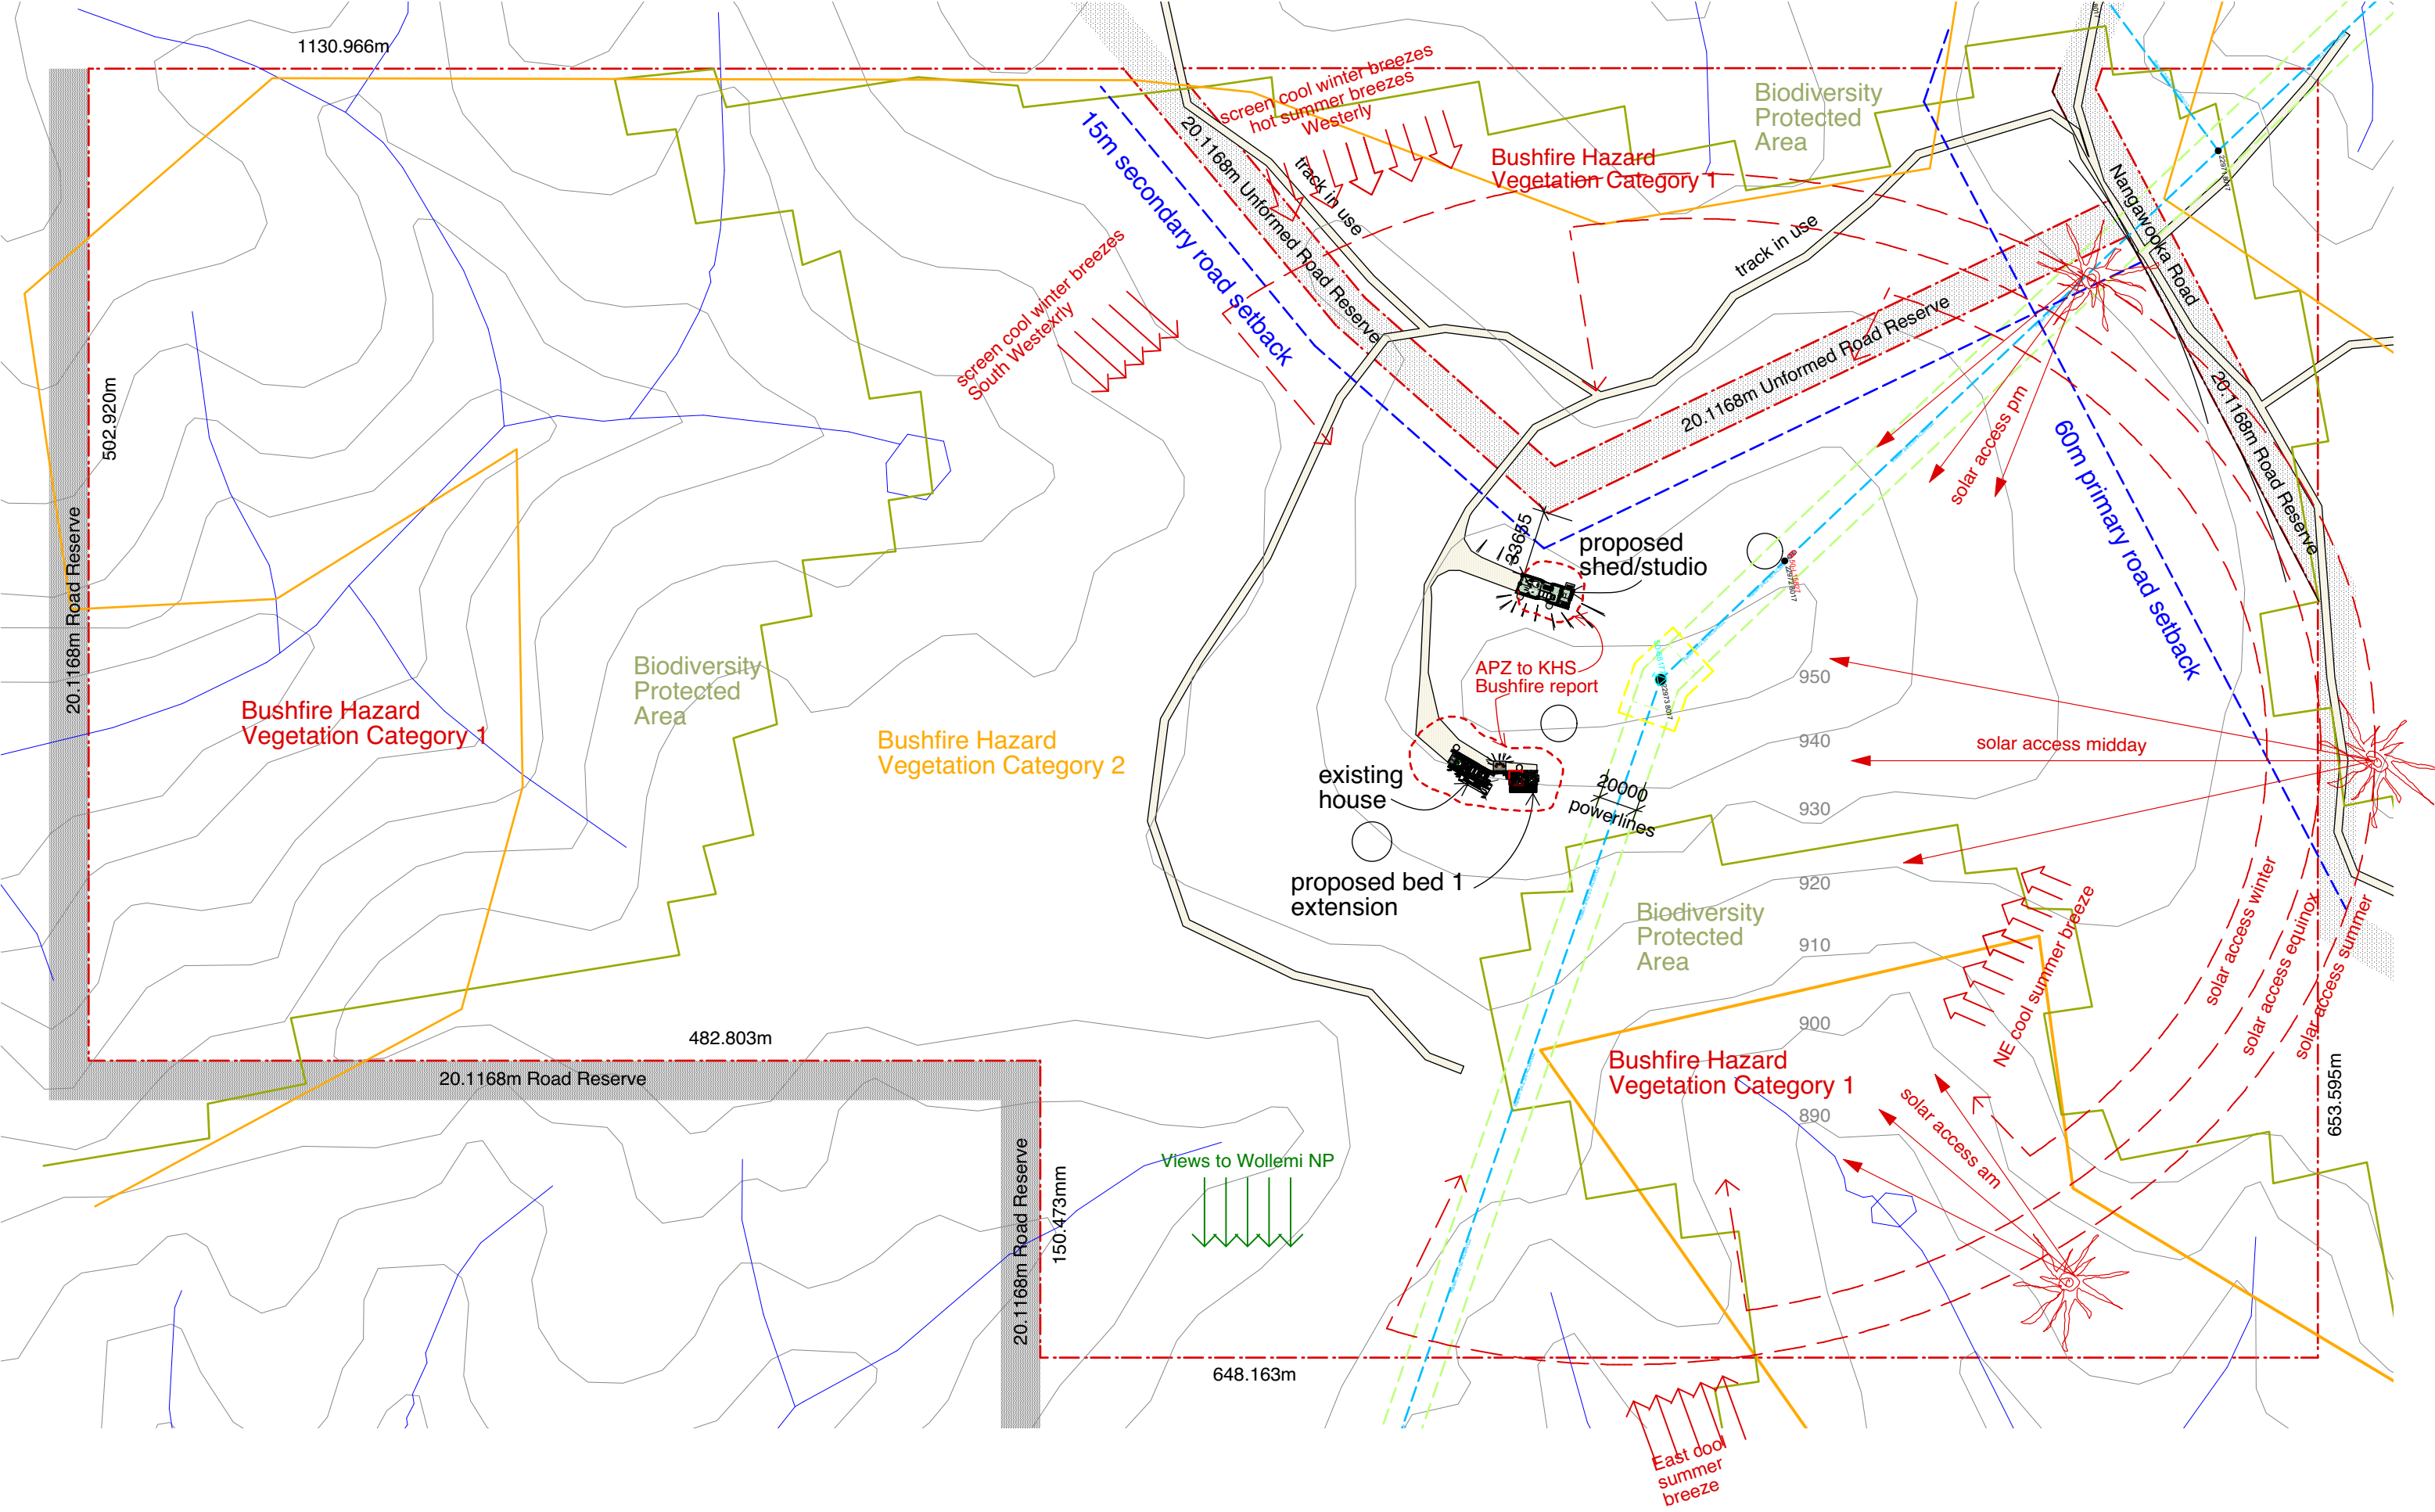 1130.966m
screen cool winter breezes
hot summer breezes
Westerly
Biodiversity
Protected
Area
Bushfire Hazard
Vegetation Category 1
15m secondary road setback
20.1168m Unformed Road Reserve
track in use
track in use
Nangawooka Road
screen cool winter breezes
South Westexrly
20.1168m Unformed Road Reserve
solar access pm
20.1168m Road Reserve
60m primary road setback
502.920m
20.1168m Road Reserve
23655
proposed
shed/studio
APZ to KHS
Bushfire report
950
940
930
920
910
900
890
solar access midday
Biodiversity
Protected
Area
Bushfire Hazard
Vegetation Category 1
Bushfire Hazard
Vegetation Category 2
existing
house
20000
powerlines
proposed bed 1
extension
Biodiversity
Protected
Area
NE cool summer breeze
solar access winter
solar access equinox
solar access summer
482.803m
20.1168m Road Reserve
Bushfire Hazard
Vegetation Category 1
solar access am
653.595m
20.1168m Road Reserve
150.473mm
Views to Wollemi NP
648.163m
East cool
summer
breeze